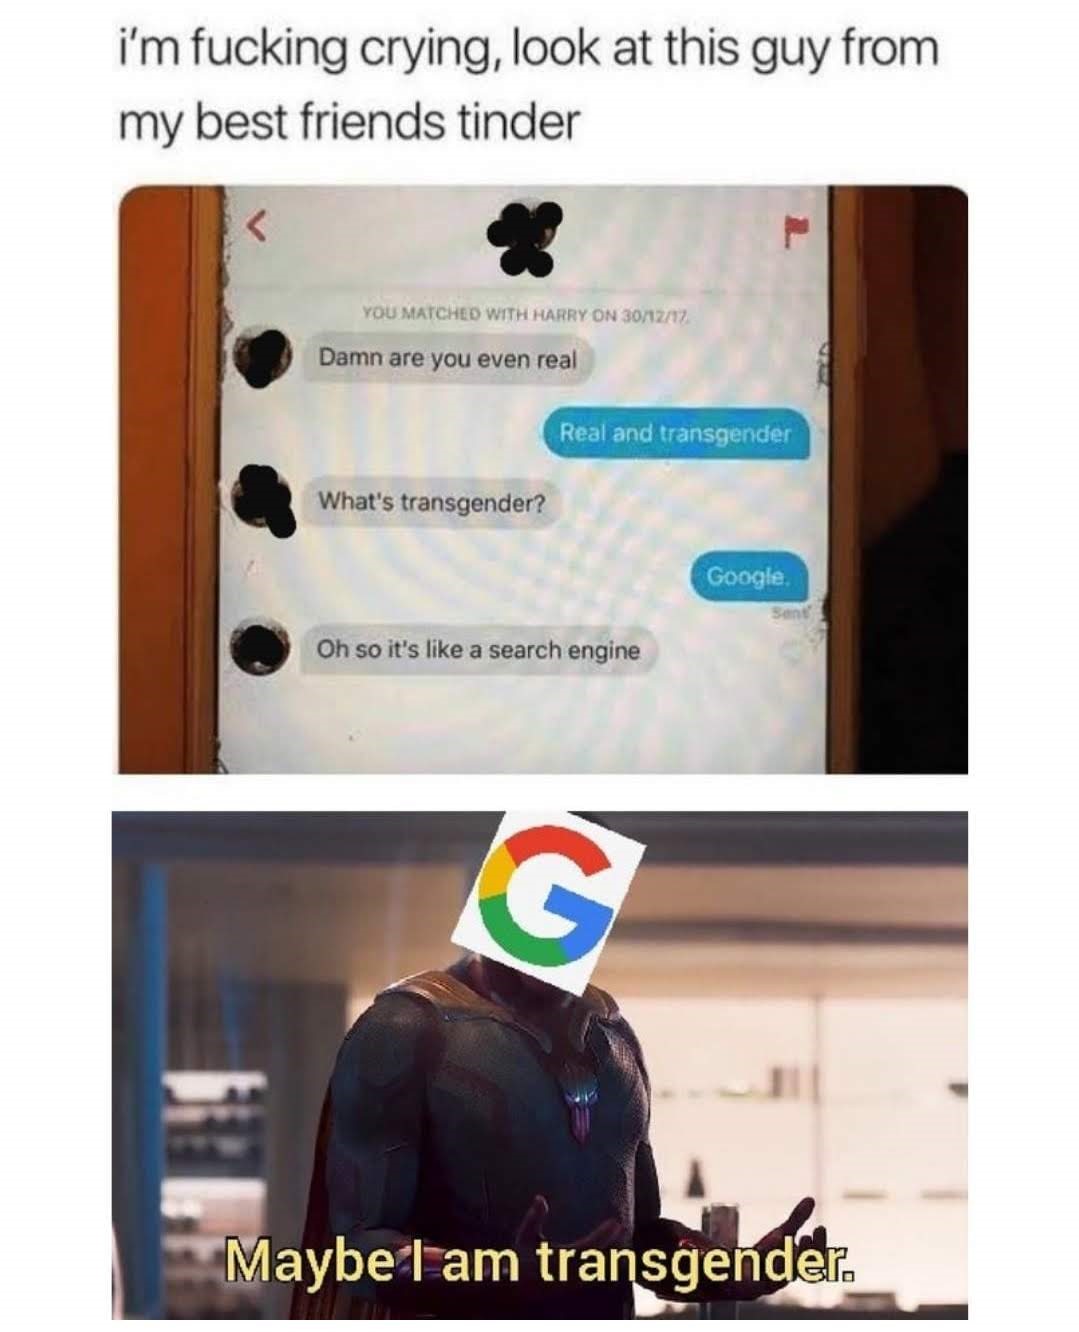 i'm fucking crying, look at this guy from
my best friends tinder
YOU MATCHED WITH HARRY ON 30/12/17.
Damn are you even real
Real and transgender
What's transgender?
Google.
Sent
Oh so it's like a search engine
G
Maybe I am transgender.